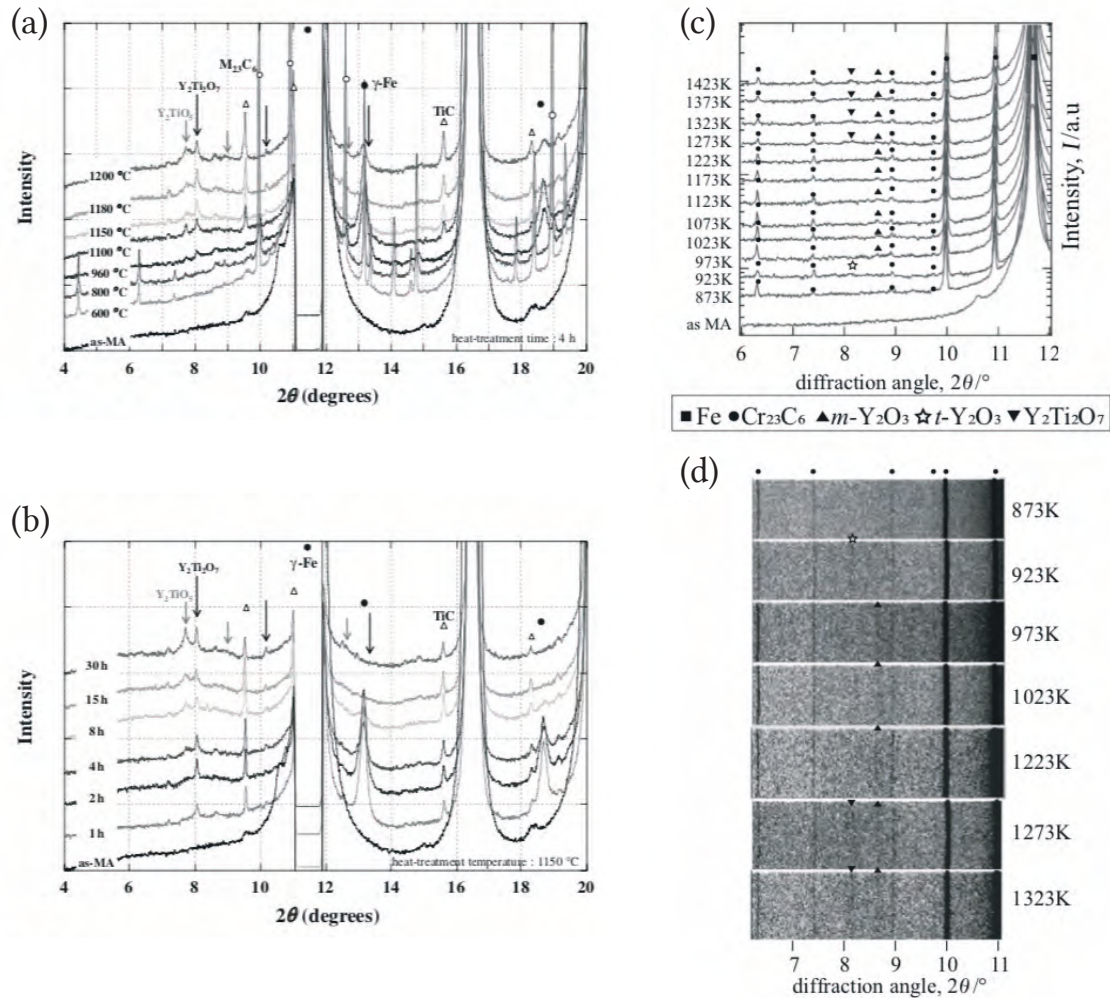 (a)
Intensity
M23C6
Y2Ti2O7
Y2TiO5
γ-Fe
TiC
1200 °C
1180 °C
1150 °C
1100 °C
960 °C
800 °C
600 °C
as-MA
heat-treatment time : 4 h
4 6 8 10 12 14 16 18 20
2θ (degrees)
(b)
Intensity
Y2Ti2O7
Y2TiO5
γ-Fe
TiC
30 h
15 h
8 h
4 h
2 h
1 h
as-MA
heat-treatment temperature : 1150 °C
4 6 8 10 12 14 16 18 20
2θ (degrees)
(c)
1423K
1373K
1323K
1273K
1223K
1173K
1123K
1073K
1023K
973K
923K
873K
as MA
Intensity, I/a.u
6 7 8 9 10 11 12
diffraction angle, 2θ/°
■ Fe ● Cr23C6 ▲ m-Y2O3 ☆ t-Y2O3 ▼ Y2Ti2O7
(d)
873K
923K
973K
1023K
1223K
1273K
1323K
7 8 9 10 11
diffraction angle, 2θ/°